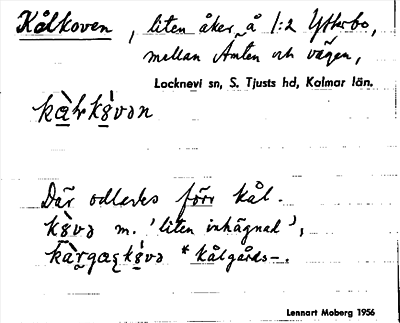 Kålkoven, liten åker å 1:2 Ytterbo,
mellan Åmten och vägen,
Locknevi sn, S. Tjusts hd, Kalmar län.
Där odlades förr kål.
m. 'liten inhägnad',
*kålgårds-.
Lennart Moberg 1956